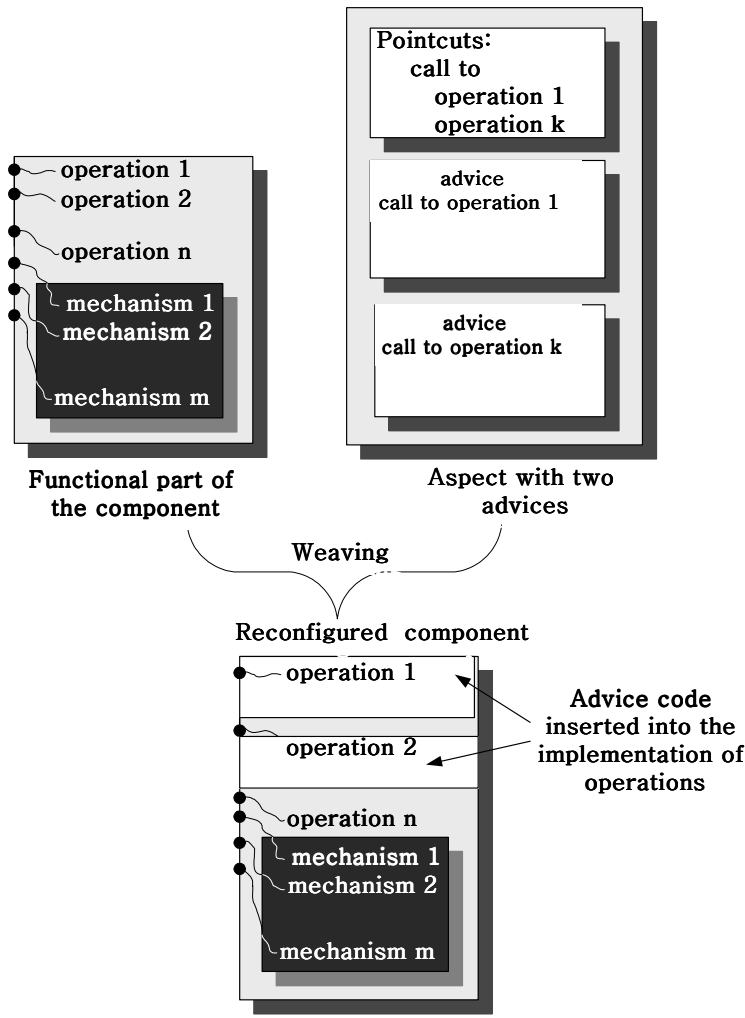 Pointcuts:
call to
operation 1
operation k
advice
call to operation 1
advice
call to operation k
Aspect with two
advices
operation 1
operation 2
operation n
mechanism 1
mechanism 2
mechanism m
Functional part of
the component
Weaving
Reconfigured component
operation 1
operation 2
operation n
mechanism 1
mechanism 2
mechanism m
Advice code
inserted into the
implementation of
operations